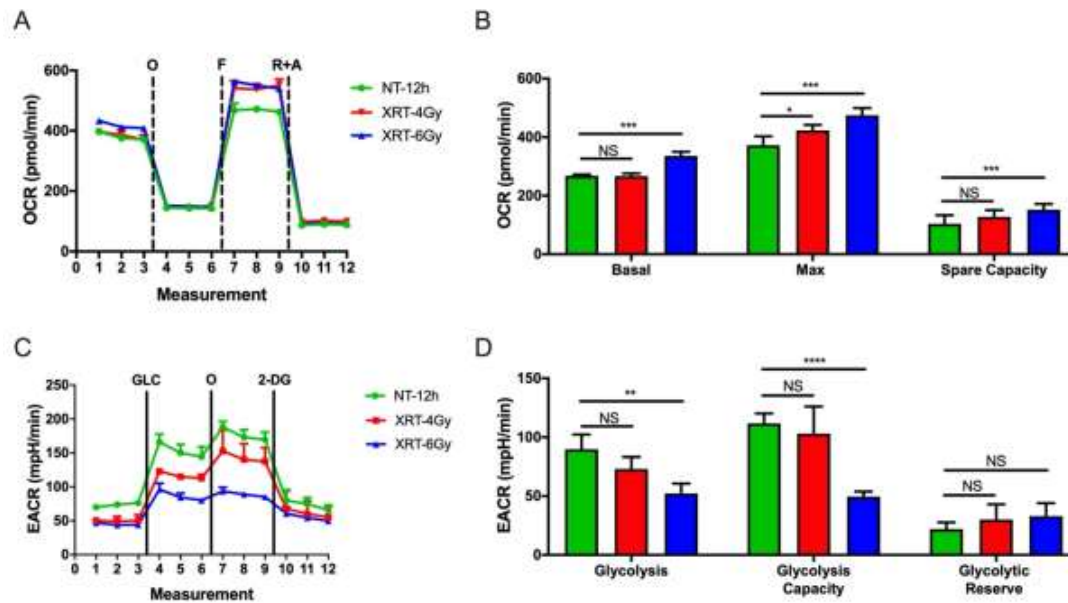 A
O F R+A
600
400
200
0
OCR (pmol/min)
0 1 2 3 4 5 6 7 8 9 10 11 12
Measurement
NT-12h
XRT-4Gy
XRT-6Gy
B
600
400
200
0
OCR (pmol/min)
*** *** ***
NS * NS
Basal Max Spare Capacity
C
GLC O 2-DG
250
200
150
100
50
0
EACR (mpH/min)
0 1 2 3 4 5 6 7 8 9 10 11 12
Measurement
NT-12h
XRT-4Gy
XRT-6Gy
D
150
100
50
0
EACR (mpH/min)
** **** NS
NS NS NS
Glycolysis Glycolysis Glycolytic
Capacity Reserve